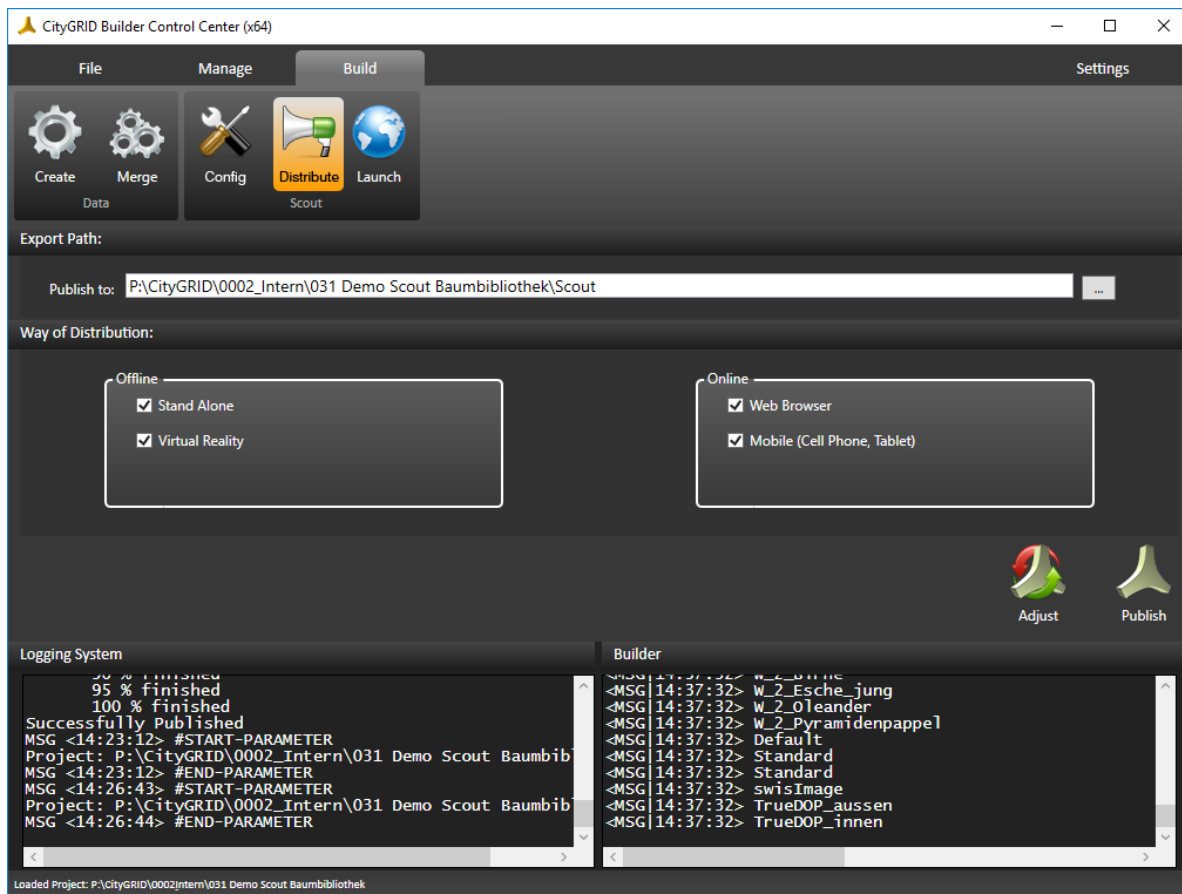 CityGRID Builder Control Center (x64)
File Manage Build Settings
Create Merge Config Distribute Launch
Data Scout
Export Path:
Publish to: P:\CityGRID\0002_Intern\031 Demo Scout Baumbibliothek\Scout ...
Way of Distribution:
Offline
Stand Alone
Virtual Reality
Online
Web Browser
Mobile (Cell Phone, Tablet)
Adjust Publish
Logging System
95 % finished
100 % finished
Successfully Published
MSG <14:23:12> #START-PARAMETER
Project: P:\CityGRID\0002_Intern\031 Demo Scout Baumbib
MSG <14:23:12> #END-PARAMETER
MSG <14:26:43> #START-PARAMETER
Project: P:\CityGRID\0002_Intern\031 Demo Scout Baumbib
MSG <14:26:44> #END-PARAMETER
Builder
<MSG|14:37:32> W_2_Birne
<MSG|14:37:32> W_2_Esche_jung
<MSG|14:37:32> W_2_Oleander
<MSG|14:37:32> W_2_Pyramidenpappel
<MSG|14:37:32> Default
<MSG|14:37:32> Standard
<MSG|14:37:32> Standard
<MSG|14:37:32> swisImage
<MSG|14:37:32> TrueDOP_aussen
<MSG|14:37:32> TrueDOP_innen
Loaded Project: P:\CityGRID\0002_Intern\031 Demo Scout Baumbibliothek